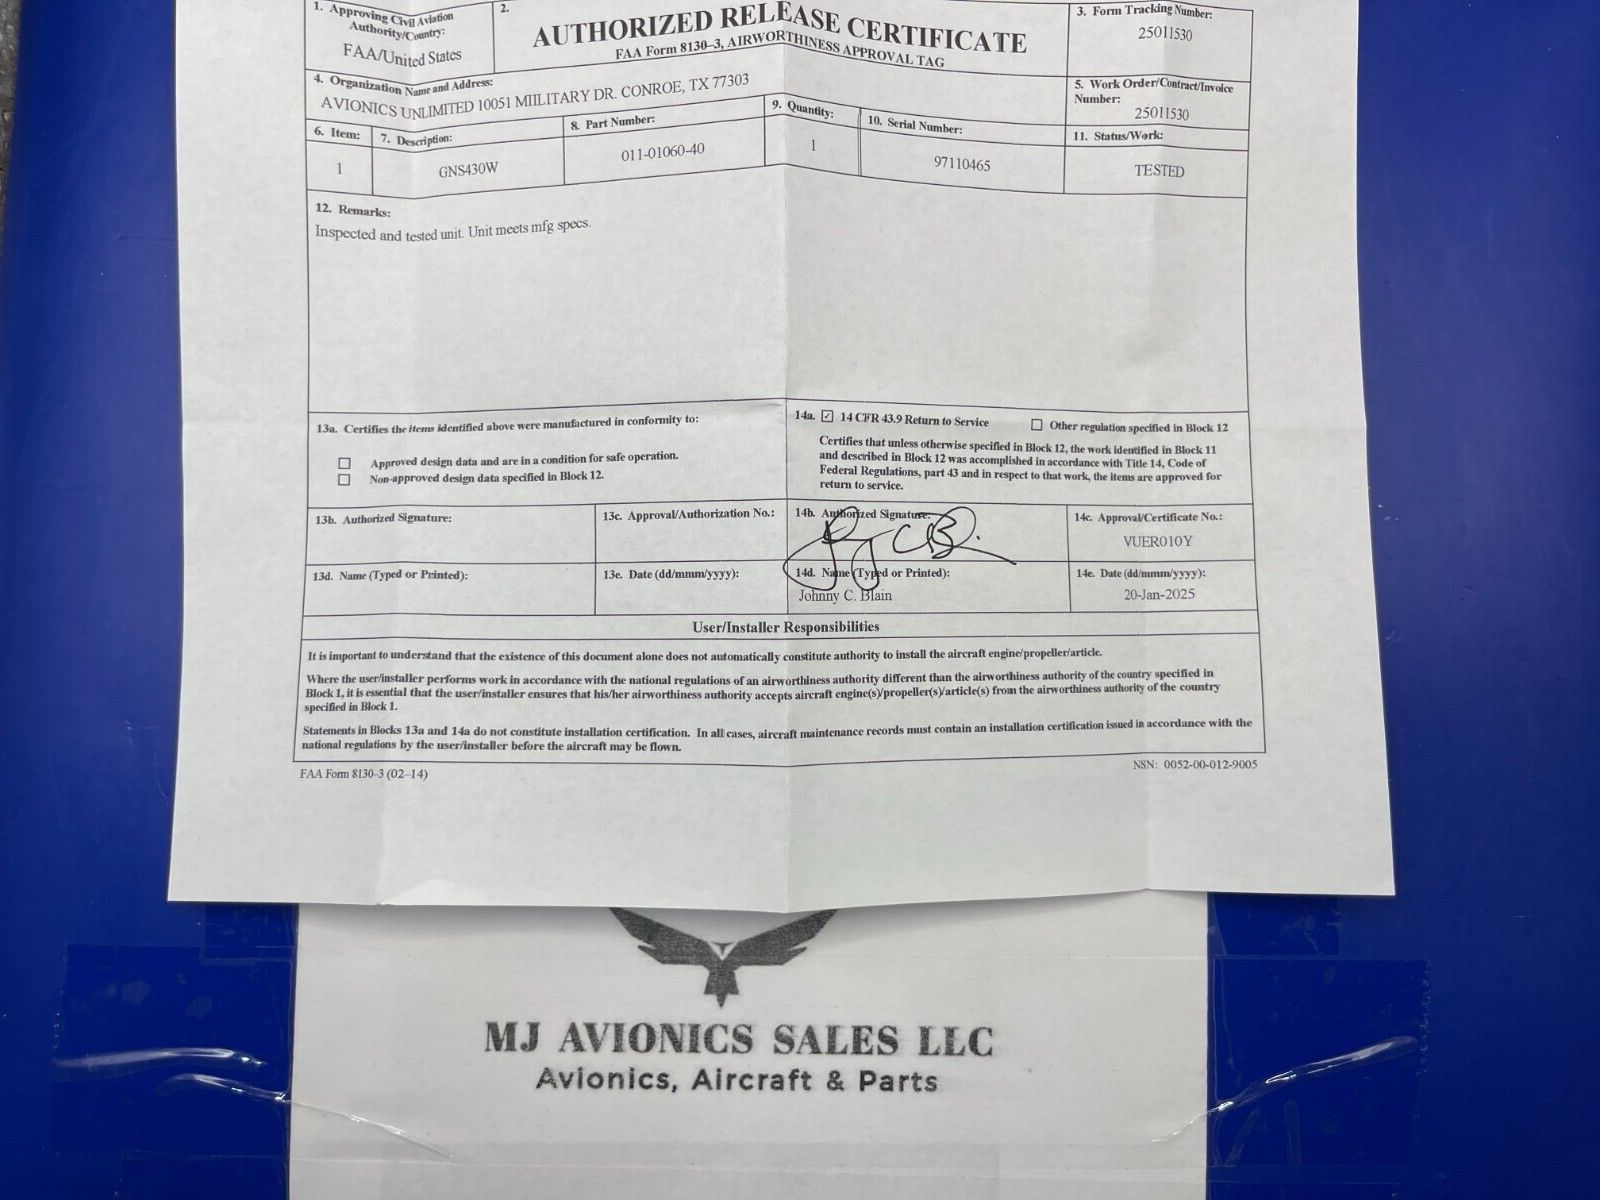 1. Approving Civil Aviation
Authority/Country:
FAA/United States
2.
AUTHORIZED RELEASE CERTIFICATE
FAA Form 8130–3, AIRWORTHINESS APPROVAL TAG
3. Form Tracking Number:
25011530
4. Organization Name and Address:
AVIONICS UNLIMITED 10051 MIILITARY DR. CONROE, TX 77303
5. Work Order/Contract/Invoice
Number:
25011530
6. Item:
7. Description:
8. Part Number:
9. Quantity:
10. Serial Number:
11. Status/Work:
1
GNS430W
011-01060-40
1
97110465
TESTED
12. Remarks:
Inspected and tested unit. Unit meets mfg specs.
13a. Certifies the items identified above were manufactured in conformity to:
Approved design data and are in a condition for safe operation.
Non-approved design data specified in Block 12.
14a. ☑ 14 CFR 43.9 Return to Service ☐ Other regulation specified in Block 12
Certifies that unless otherwise specified in Block 12, the work identified in Block 11
and described in Block 12 was accomplished in accordance with Title 14, Code of
Federal Regulations, part 43 and in respect to that work, the items are approved for
return to service.
13b. Authorized Signature:
13c. Approval/Authorization No.:
14b. Authorized Signature:
14c. Approval/Certificate No.:
VUER010Y
13d. Name (Typed or Printed):
13e. Date (dd/mmm/yyyy):
14d. Name (Typed or Printed):
Johnny C. Blain
14e. Date (dd/mmm/yyyy):
20-Jan-2025
User/Installer Responsibilities
It is important to understand that the existence of this document alone does not automatically constitute authority to install the aircraft engine/propeller/article.
Where the user/installer performs work in accordance with the national regulations of an airworthiness authority different than the airworthiness authority of the country specified in
Block 1, it is essential that the user/installer ensures that his/her airworthiness authority accepts aircraft engine(s)/propeller(s)/article(s) from the airworthiness authority of the country
specified in Block 1.
Statements in Blocks 13a and 14a do not constitute installation certification. In all cases, aircraft maintenance records must contain an installation certification issued in accordance with the
national regulations by the user/installer before the aircraft may be flown.
FAA Form 8130–3 (02–14)
NSN: 0052-00-012-9005
MJ AVIONICS SALES LLC
Avionics, Aircraft & Parts